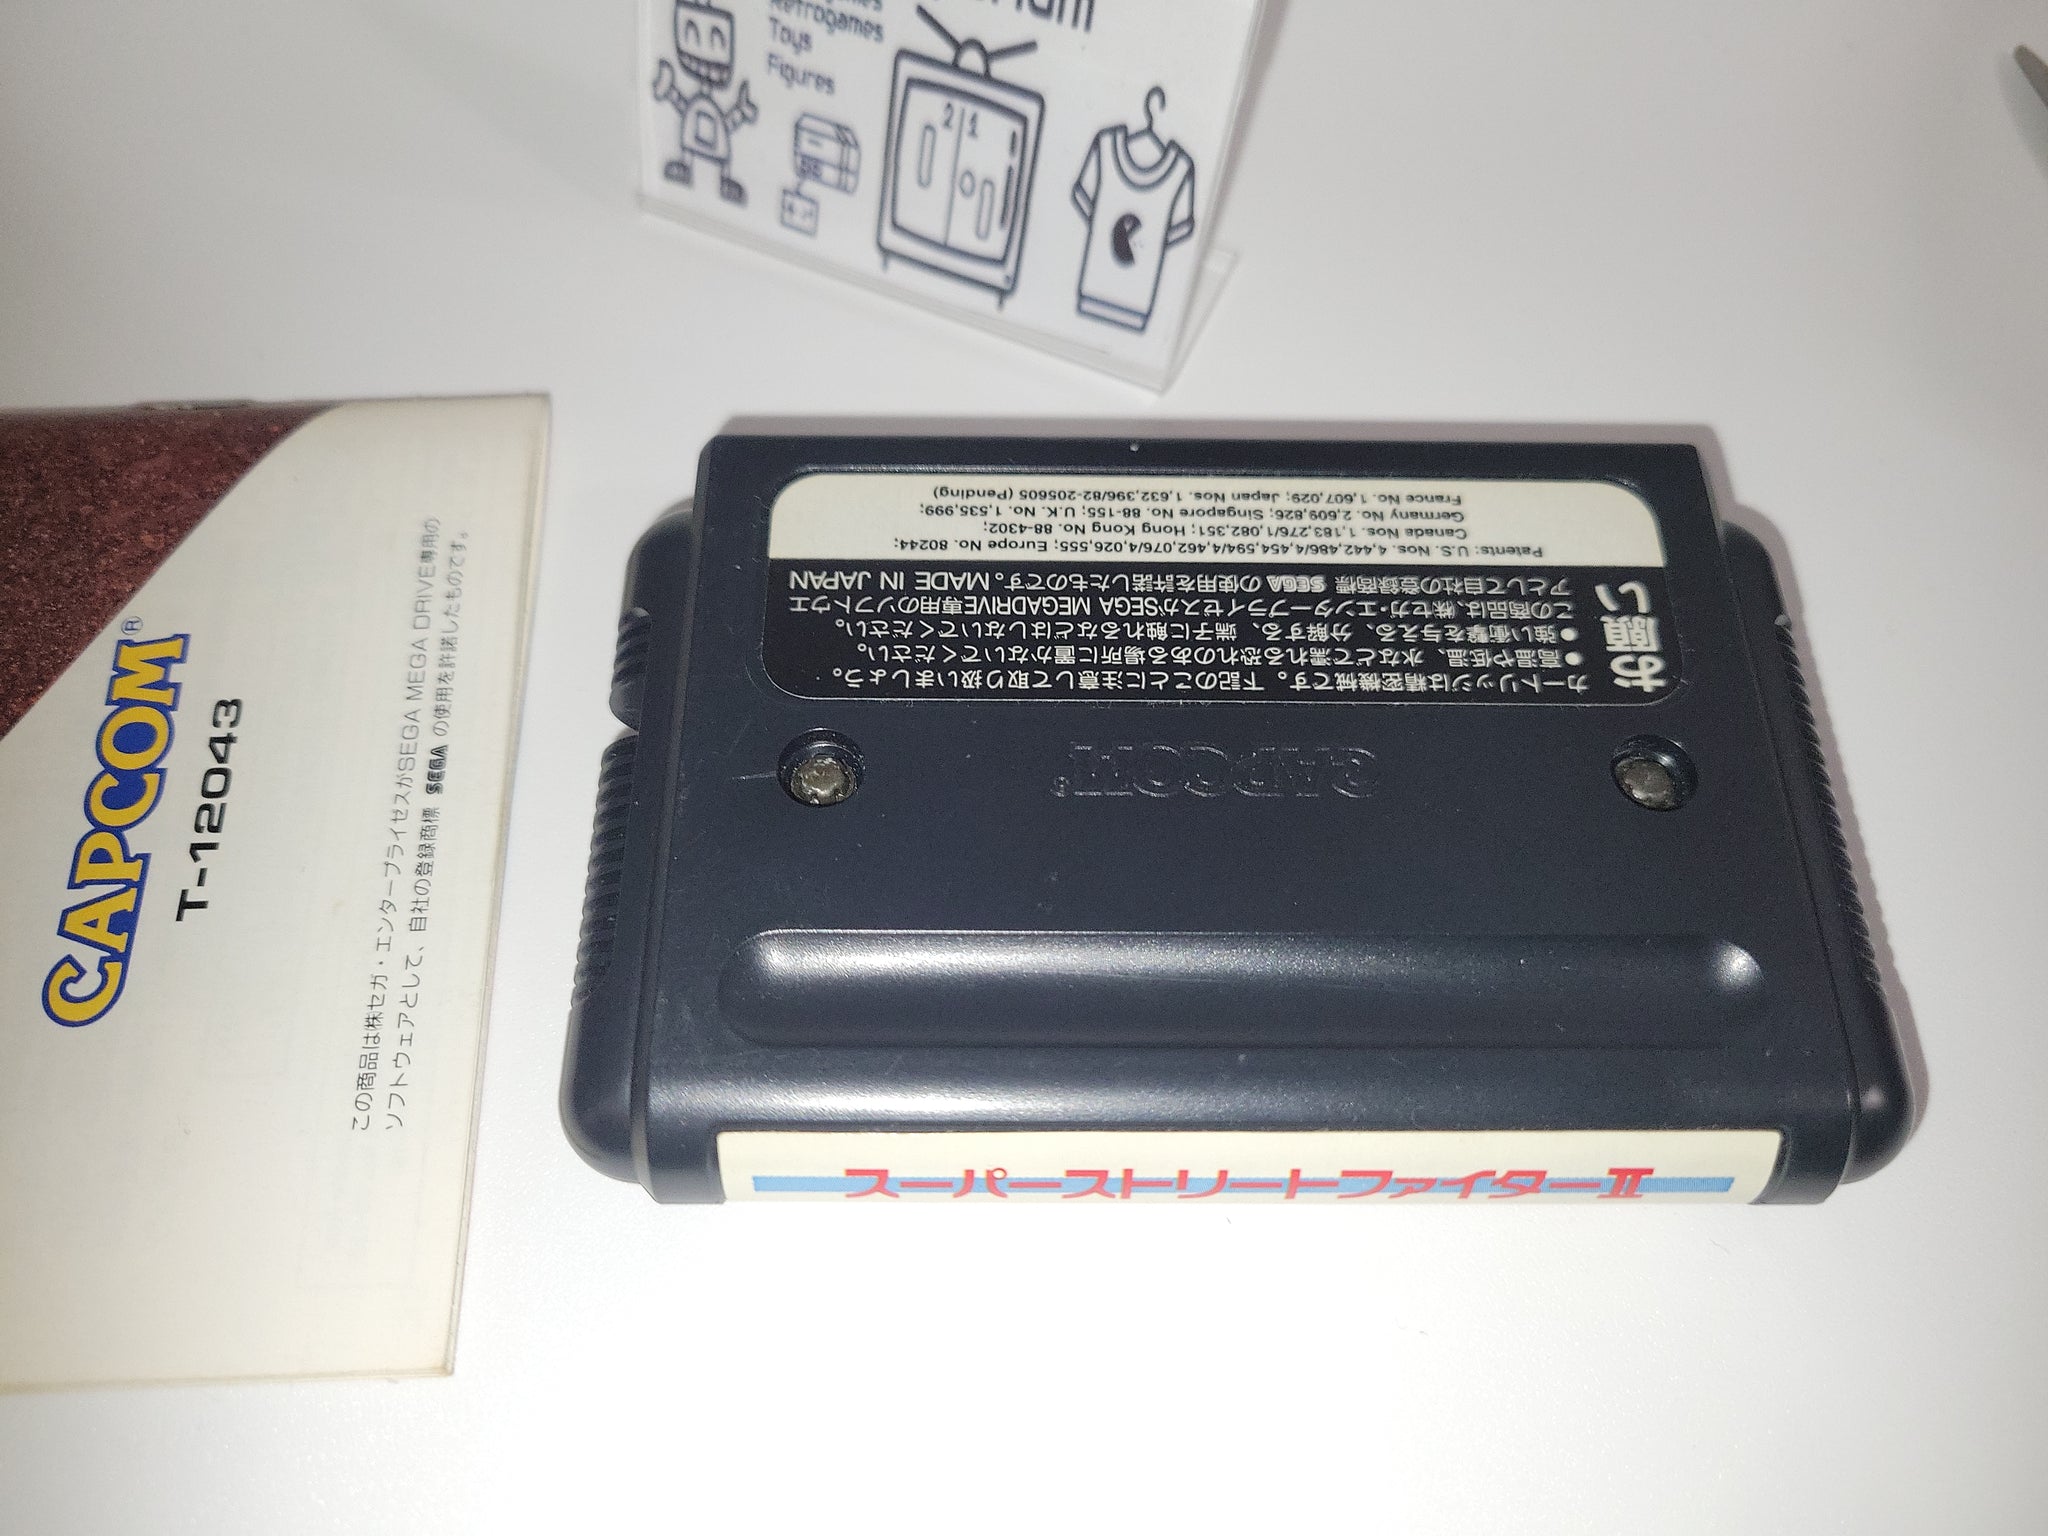 Retrogames
Toys
Figures
2 1
CAPCOM®
T-12043
この商品は㈱セガ・エンタープライゼスがSEGA MEGA DRIVE専用の
ソフトウェアとして、自社の登録商標 SEGA の使用を許諾したものです。
お願い
カートリッジは精密機械です。下記のことに注意して取り扱いましょう。
●高温や低温、水などで濡れる恐れのある場所に置かないでください。
●強い衝撃を与える、分解する、端子に触れるなどはしないでください。
この商品は、㈱セガ・エンタープライゼスがSEGA MEGADRIVE専用のソフトウエ
アとして自社の登録商標 SEGA の使用を許諾したものです。MADE IN JAPAN
Patents: U.S. Nos. 4,442,486/4,454,594/4,462,076/4,026,555; Europe No. 80244;
Canada Nos. 1,183,276/1,082,351; Hong Kong No. 88-4302;
Germany No. 2,609,826; Singapore No. 88-155; U.K. No. 1,535,999;
France No. 1,607,029; Japan Nos. 1,632,396/82-205605 (Pending)
CAPCOM®
スーパーストリートファイターⅡ